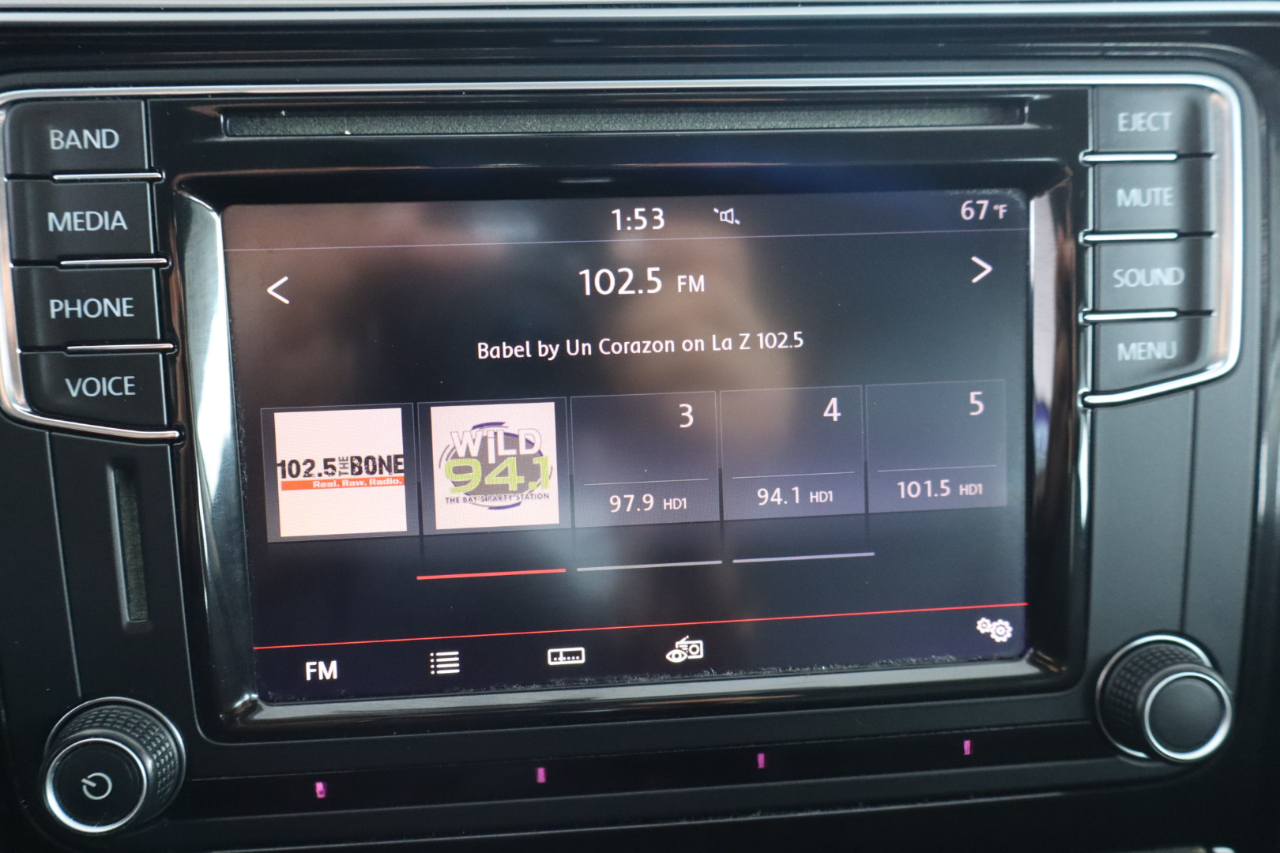 BAND
MEDIA
PHONE
VOICE
EJECT
MUTE
SOUND
MENU
1:53
67°F
102.5 FM
Babel by Un Corazon on La Z 102.5
102.5 THE BONE
Real. Raw. Radio.
WiLD
94.1
THE BAY'S PARTY STATION
3
97.9 HD1
4
94.1 HD1
5
101.5 HD1
FM